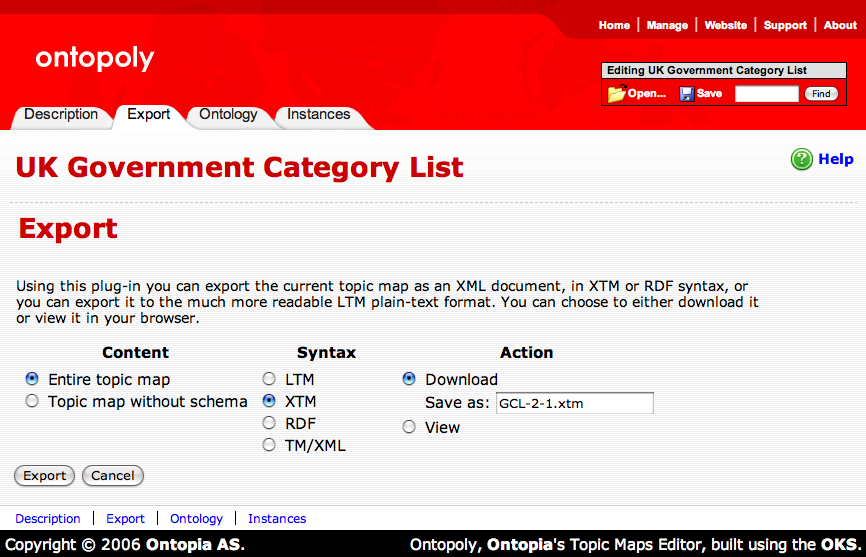 Home | Manage | Website | Support | About
ontopoly
Editing UK Government Category List
Open... Save Find
Description Export Ontology Instances
UK Government Category List
Help
Export
Using this plug-in you can export the current topic map as an XML document, in XTM or RDF syntax, or
you can export it to the much more readable LTM plain-text format. You can choose to either download it
or view it in your browser.
Content Syntax Action
Entire topic map LTM Download
Topic map without schema XTM Save as: GCL-2-1.xtm
RDF View
TM/XML
Export Cancel
Description | Export | Ontology | Instances
Copyright © 2006 Ontopia AS. Ontopoly, Ontopia's Topic Maps Editor, built using the OKS.